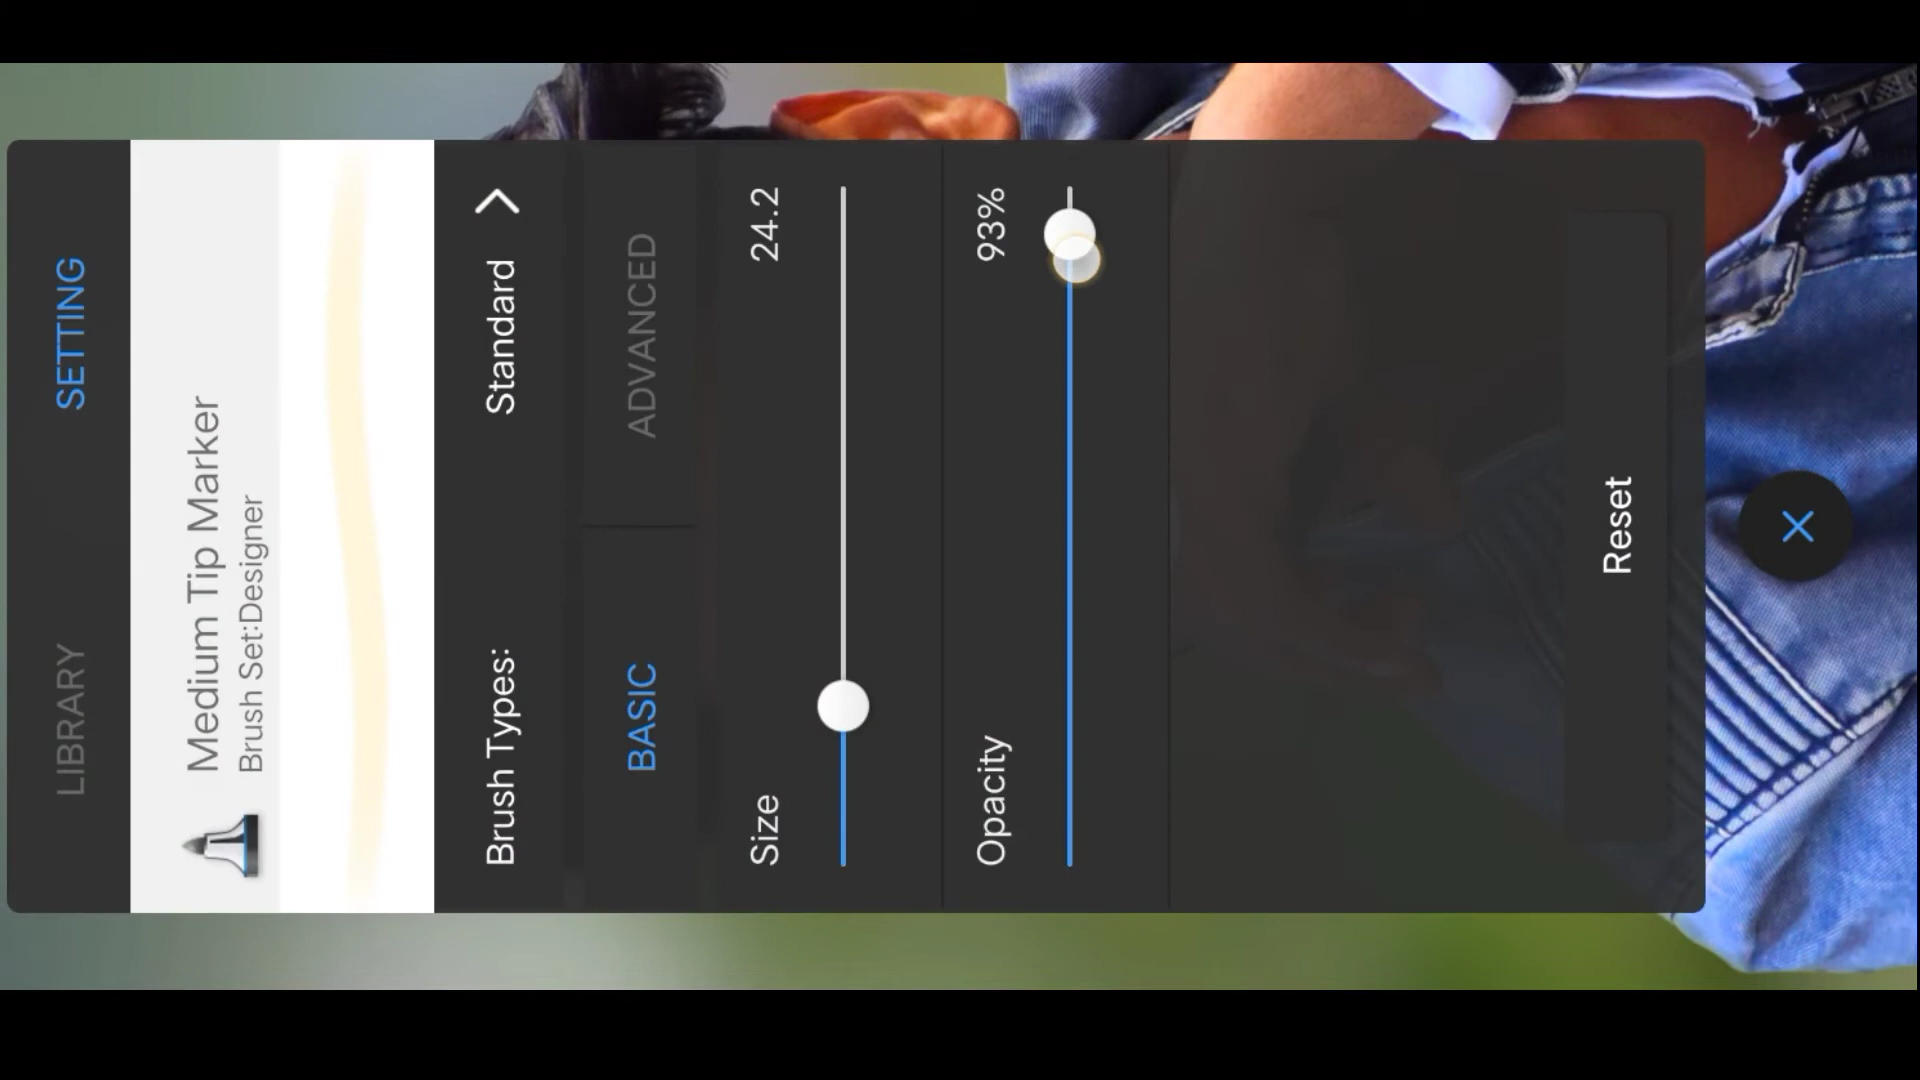 LIBRARY SETTING
Medium Tip Marker
Brush Set:Designer
Brush Types: Standard
BASIC ADVANCED
Size 24.2
Opacity 93%
Reset